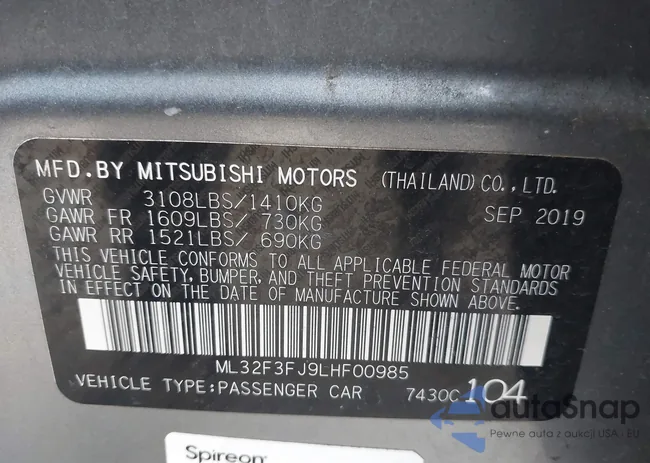 MFD.BY MITSUBISHI MOTORS (THAILAND)CO.,LTD.
GVWR 3108LBS/1410KG SEP 2019
GAWR FR 1609LBS/ 730KG
GAWR RR 1521LBS/ 690KG
THIS VEHICLE CONFORMS TO ALL APPLICABLE FEDERAL MOTOR
VEHICLE SAFETY, BUMPER, AND THEFT PREVENTION STANDARDS
IN EFFECT ON THE DATE OF MANUFACTURE SHOWN ABOVE.
ML32F3FJ9LHF00985
VEHICLE TYPE:PASSENGER CAR 7430C104
autoSnap
Pewne auta z aukcji USA - EU
Spireon